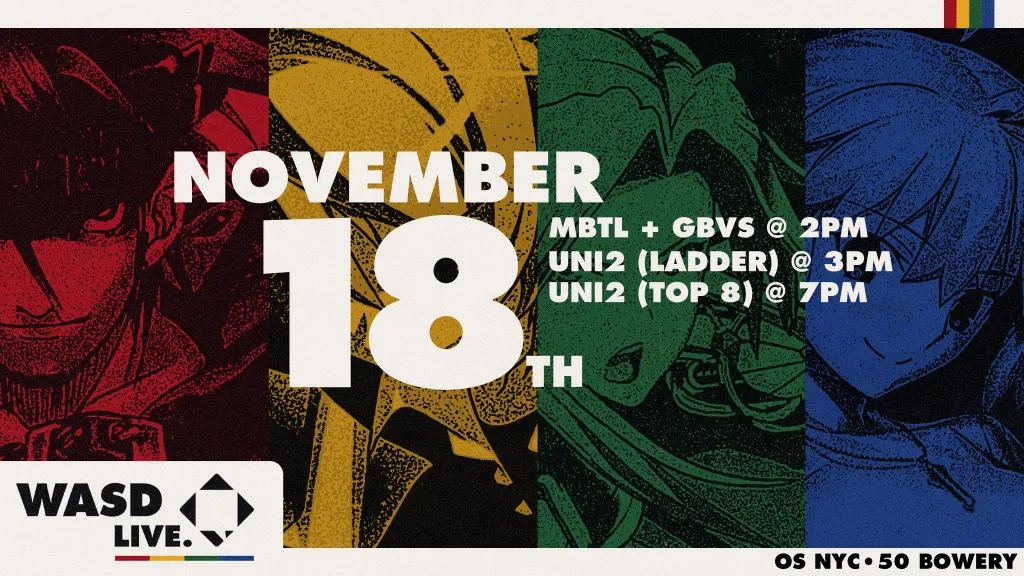 NOVEMBER
18TH
MBTL + GBVS @ 2PM
UNI2 (LADDER) @ 3PM
UNI2 (TOP 8) @ 7PM
WASD
LIVE.
OS NYC•50 BOWERY